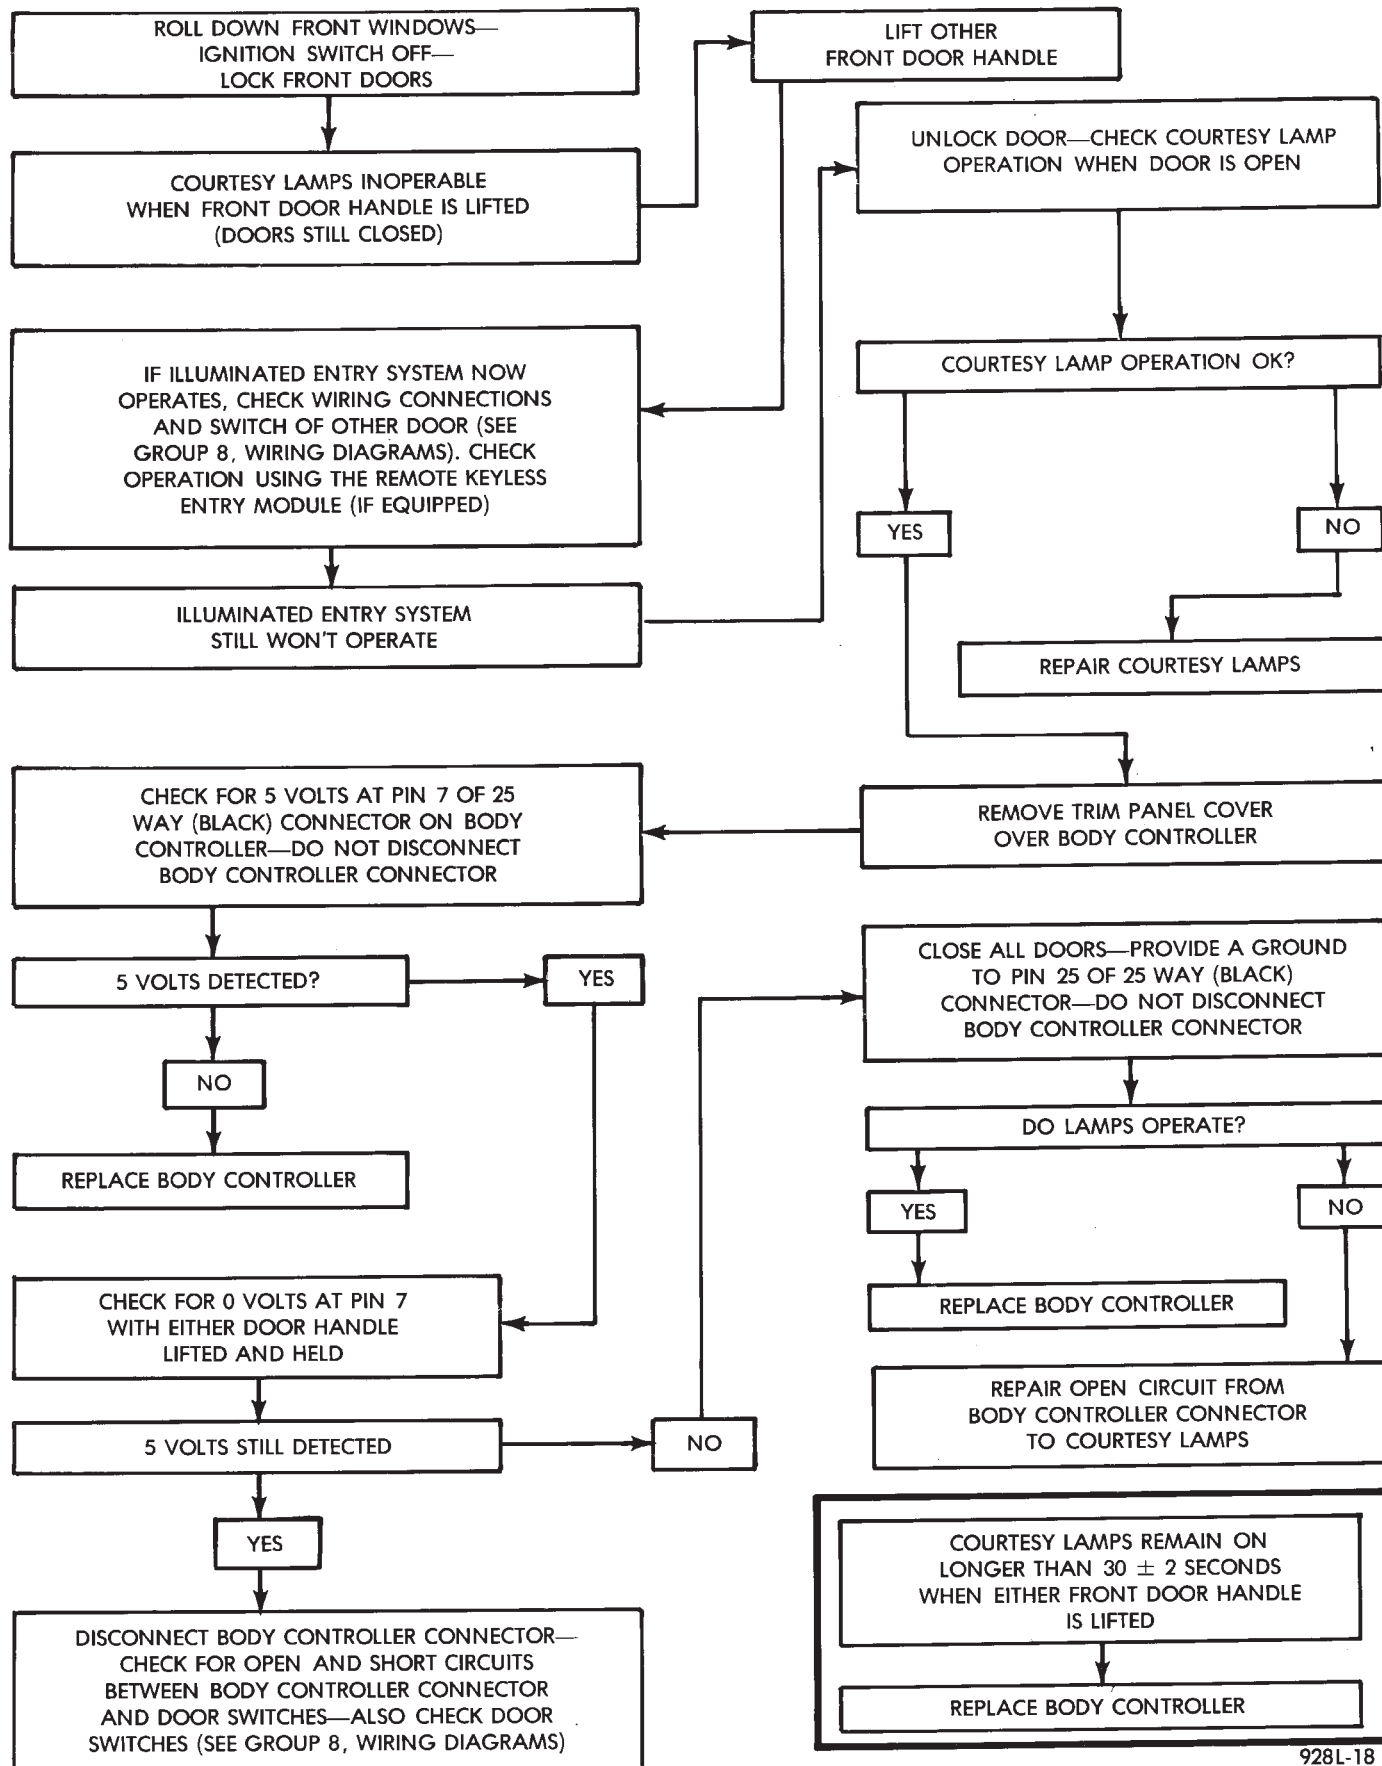 ROLL DOWN FRONT WINDOWS—
IGNITION SWITCH OFF—
LOCK FRONT DOORS
COURTESY LAMPS INOPERABLE
WHEN FRONT DOOR HANDLE IS LIFTED
(DOORS STILL CLOSED)
LIFT OTHER
FRONT DOOR HANDLE
IF ILLUMINATED ENTRY SYSTEM NOW
OPERATES, CHECK WIRING CONNECTIONS
AND SWITCH OF OTHER DOOR (SEE
GROUP 8, WIRING DIAGRAMS). CHECK
OPERATION USING THE REMOTE KEYLESS
ENTRY MODULE (IF EQUIPPED)
ILLUMINATED ENTRY SYSTEM
STILL WON'T OPERATE
UNLOCK DOOR—CHECK COURTESY LAMP
OPERATION WHEN DOOR IS OPEN
COURTESY LAMP OPERATION OK?
YES
NO
REPAIR COURTESY LAMPS
REMOVE TRIM PANEL COVER
OVER BODY CONTROLLER
CHECK FOR 5 VOLTS AT PIN 7 OF 25
WAY (BLACK) CONNECTOR ON BODY
CONTROLLER—DO NOT DISCONNECT
BODY CONTROLLER CONNECTOR
5 VOLTS DETECTED?
YES
NO
REPLACE BODY CONTROLLER
CHECK FOR 0 VOLTS AT PIN 7
WITH EITHER DOOR HANDLE
LIFTED AND HELD
5 VOLTS STILL DETECTED
NO
YES
DISCONNECT BODY CONTROLLER CONNECTOR—
CHECK FOR OPEN AND SHORT CIRCUITS
BETWEEN BODY CONTROLLER CONNECTOR
AND DOOR SWITCHES—ALSO CHECK DOOR
SWITCHES (SEE GROUP 8, WIRING DIAGRAMS)
CLOSE ALL DOORS—PROVIDE A GROUND
TO PIN 25 OF 25 WAY (BLACK)
CONNECTOR—DO NOT DISCONNECT
BODY CONTROLLER CONNECTOR
DO LAMPS OPERATE?
YES
NO
REPLACE BODY CONTROLLER
REPAIR OPEN CIRCUIT FROM
BODY CONTROLLER CONNECTOR
TO COURTESY LAMPS
COURTESY LAMPS REMAIN ON
LONGER THAN 30 ± 2 SECONDS
WHEN EITHER FRONT DOOR HANDLE
IS LIFTED
REPLACE BODY CONTROLLER
928L-18